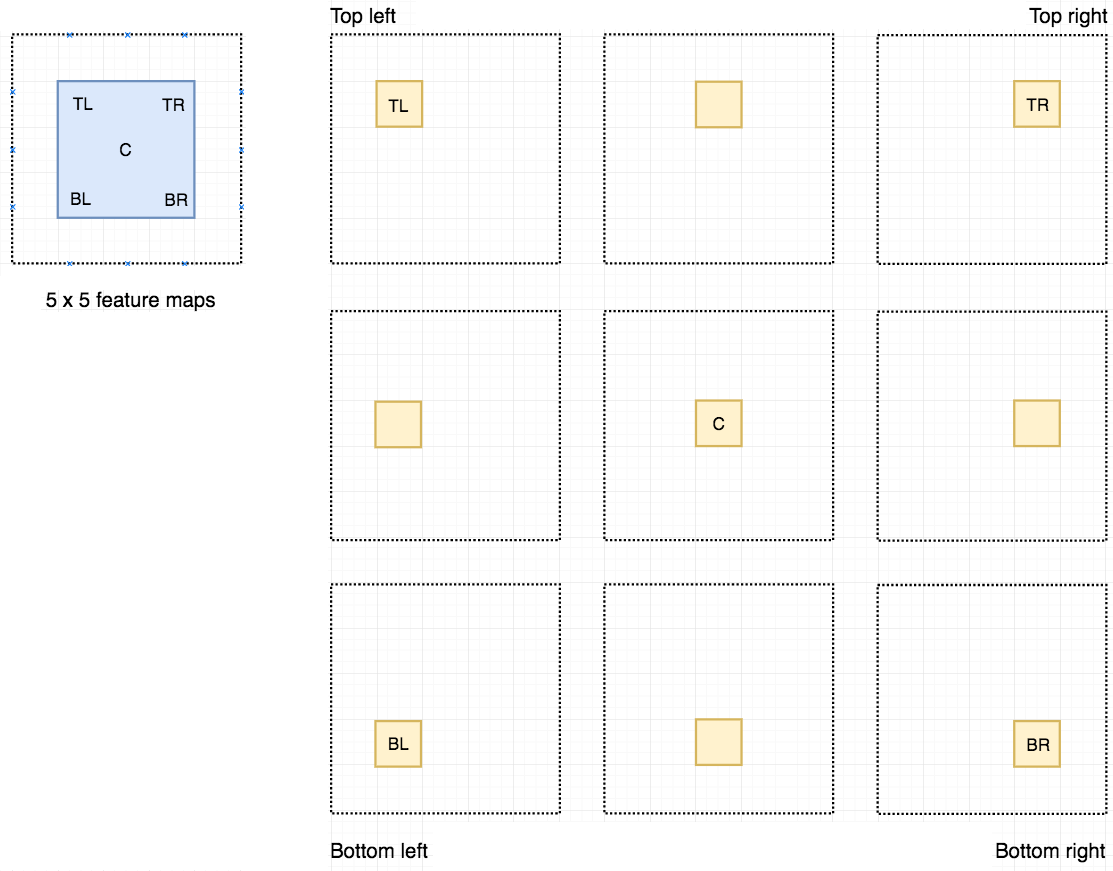 Top left
Top right
TL
TR
C
BL
BR
5 x 5 feature maps
TL
TR
C
BL
BR
Bottom left
Bottom right